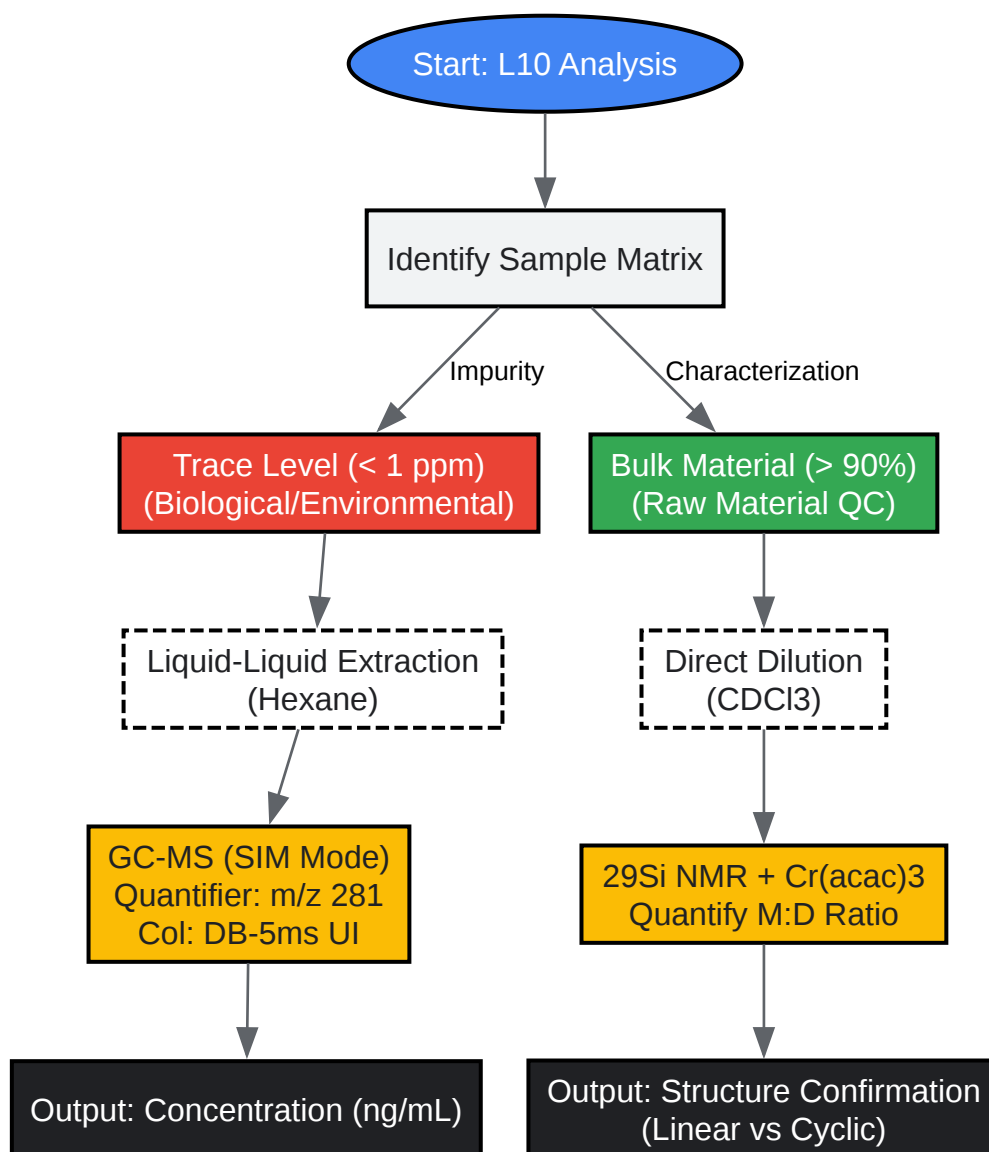 Start: L10 Analysis
Identify Sample Matrix
Impurity
Characterization
Trace Level (< 1 ppm)
(Biological/Environmental)
Bulk Material (> 90%)
(Raw Material QC)
Liquid-Liquid Extraction
(Hexane)
Direct Dilution
(CDCl3)
GC-MS (SIM Mode)
Quantifier: m/z 281
Col: DB-5ms UI
29Si NMR + Cr(acac)3
Quantify M:D Ratio
Output: Concentration (ng/mL)
Output: Structure Confirmation
(Linear vs Cyclic)